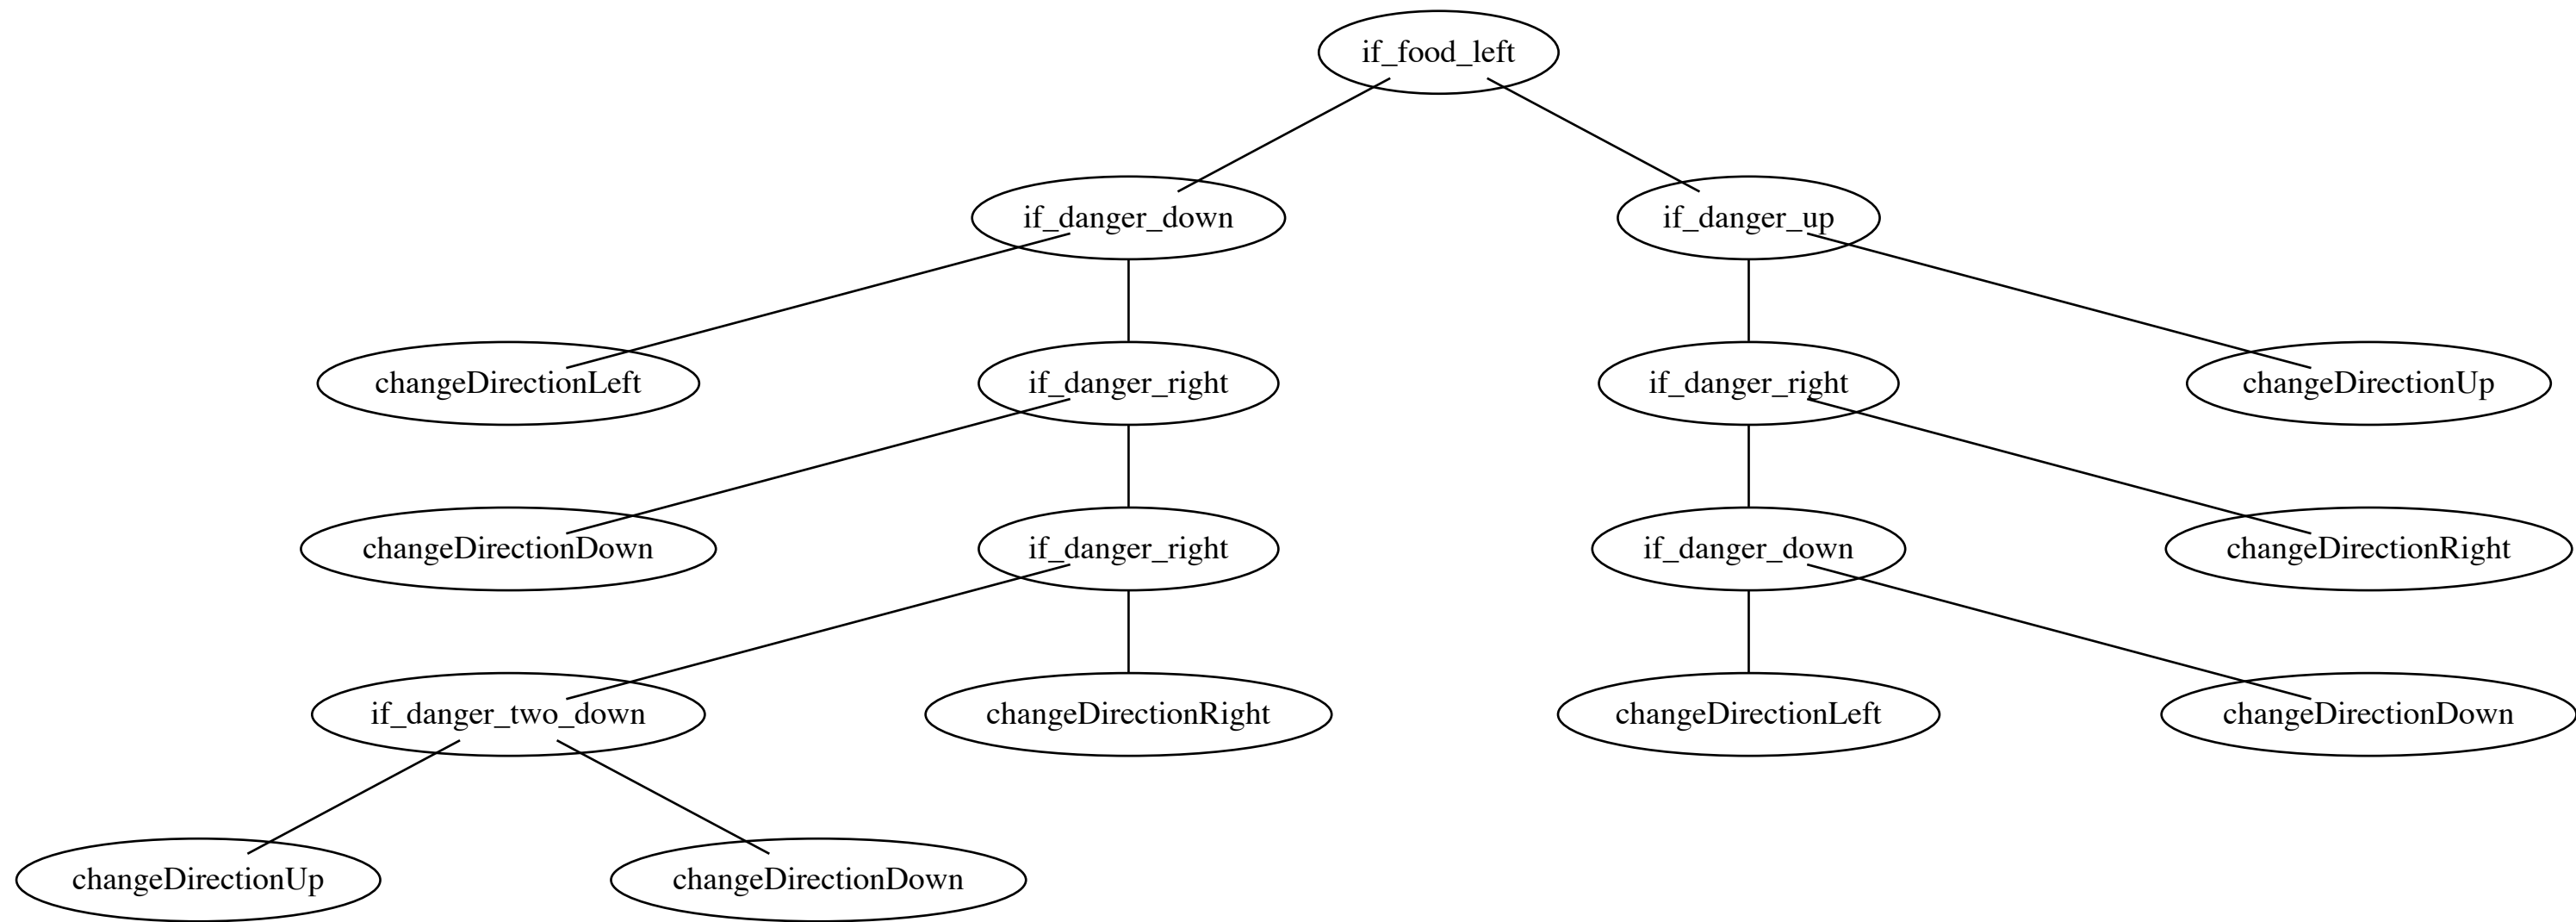 if_food_left
if_danger_down
if_danger_up
changeDirectionLeft
if_danger_right
if_danger_right
changeDirectionUp
changeDirectionDown
if_danger_right
if_danger_down
changeDirectionRight
if_danger_two_down
changeDirectionRight
changeDirectionLeft
changeDirectionDown
changeDirectionUp
changeDirectionDown